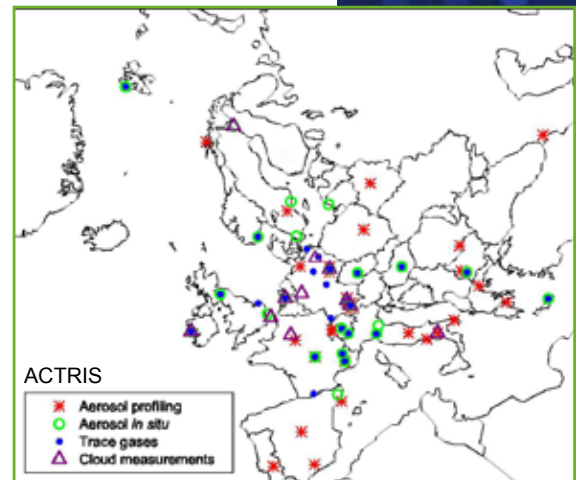 ACTRIS
Aerosol profiling
Aerosol in situ
Trace gases
Cloud measurements